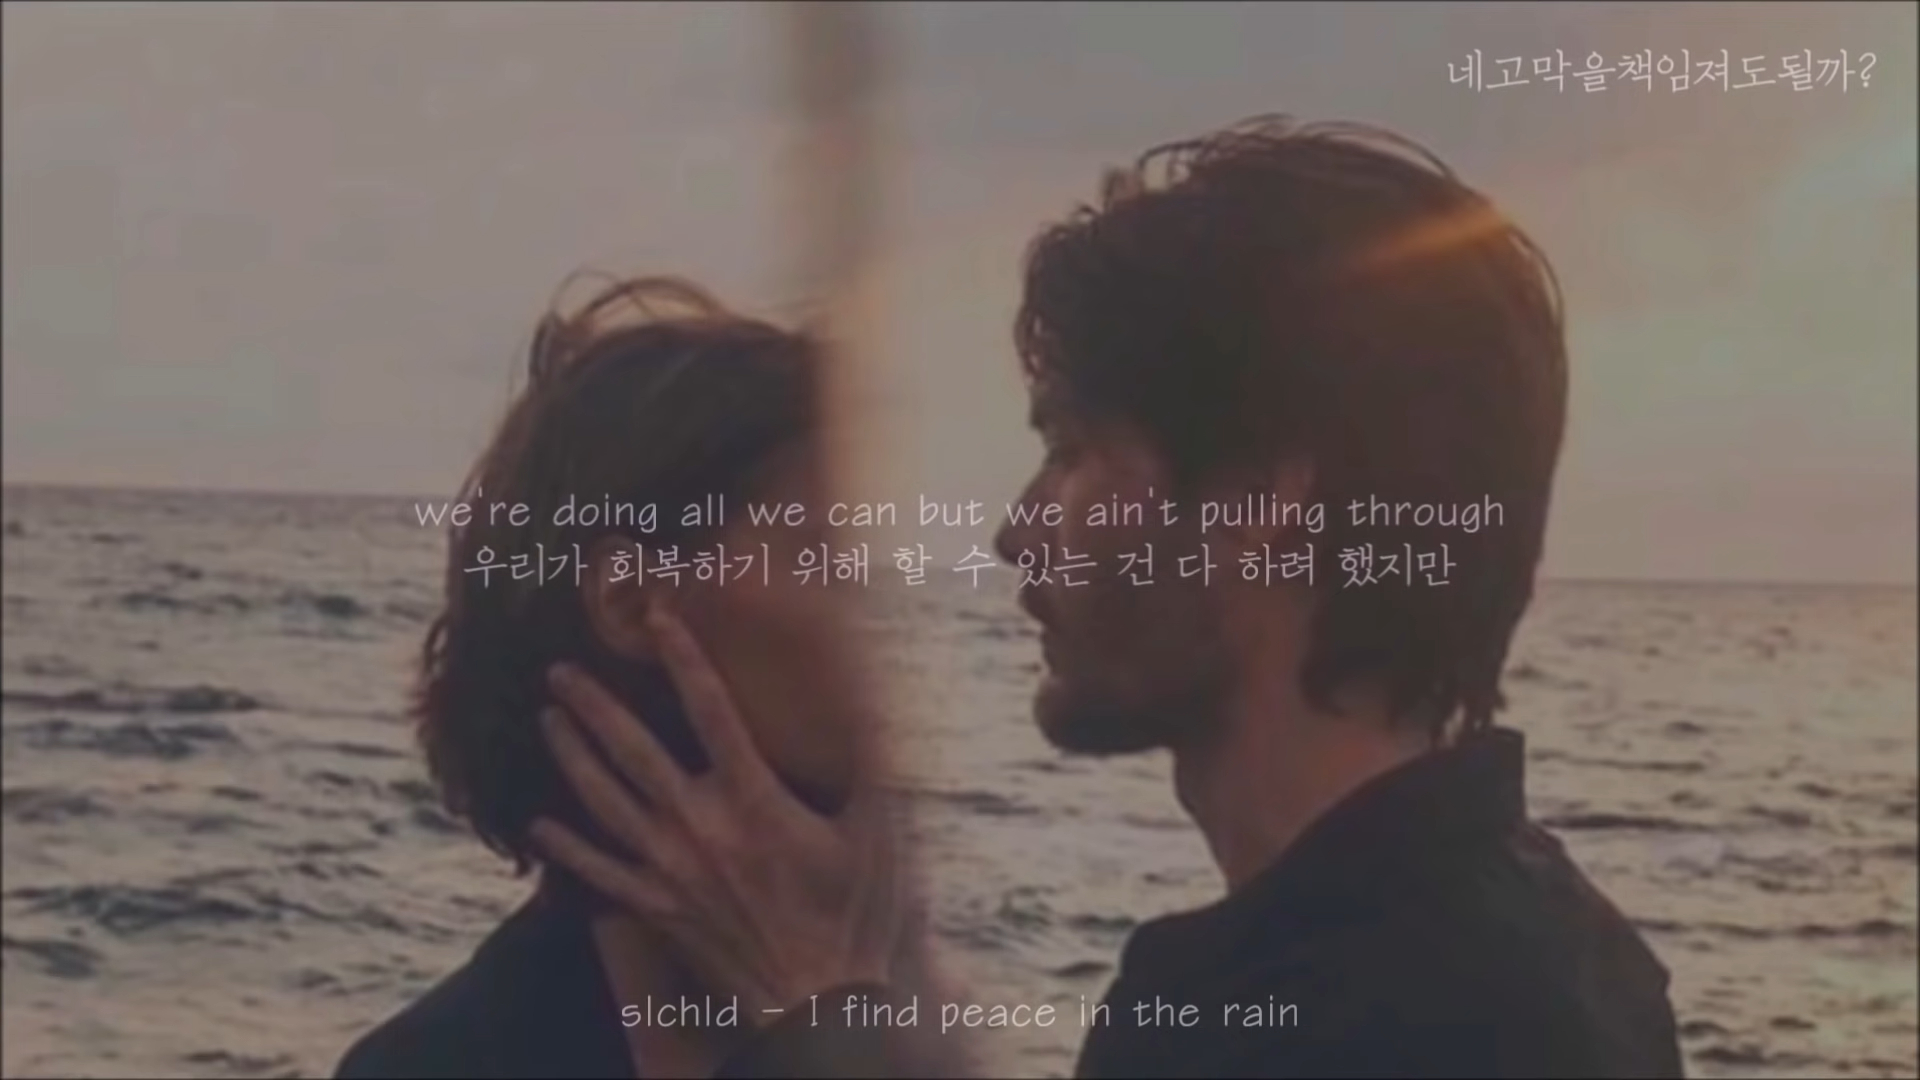 네고막을책임져도될까?
we're doing all we can but we ain't pulling through
우리가 회복하기 위해 할 수 있는 건 다 하려 했지만
slchld - I find peace in the rain